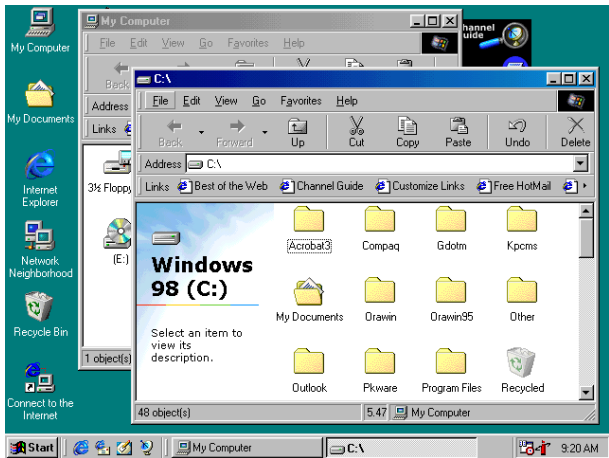 My Computer
My Documents
Internet
Explorer
Network
Neighborhood
Recycle Bin
Connect to the
Internet
My Computer
File Edit View Go Favorites Help
Back
Address
Links
3½ Floppy
(E:)
1 object(s)
C:\
File Edit View Go Favorites Help
Back Forward Up Cut Copy Paste Undo Delete
Address C:\
Links Best of the Web Channel Guide Customize Links Free HotMail
Windows
98 (C:)
Select an item to
view its
description.
Acrobat3 Compaq Gdotm Kpcms
My Documents Orawin Orawin95 Other
Outlook Pkware Program Files Recycled
48 object(s) 5.47 My Computer
Start My Computer C:\ 9:20 AM